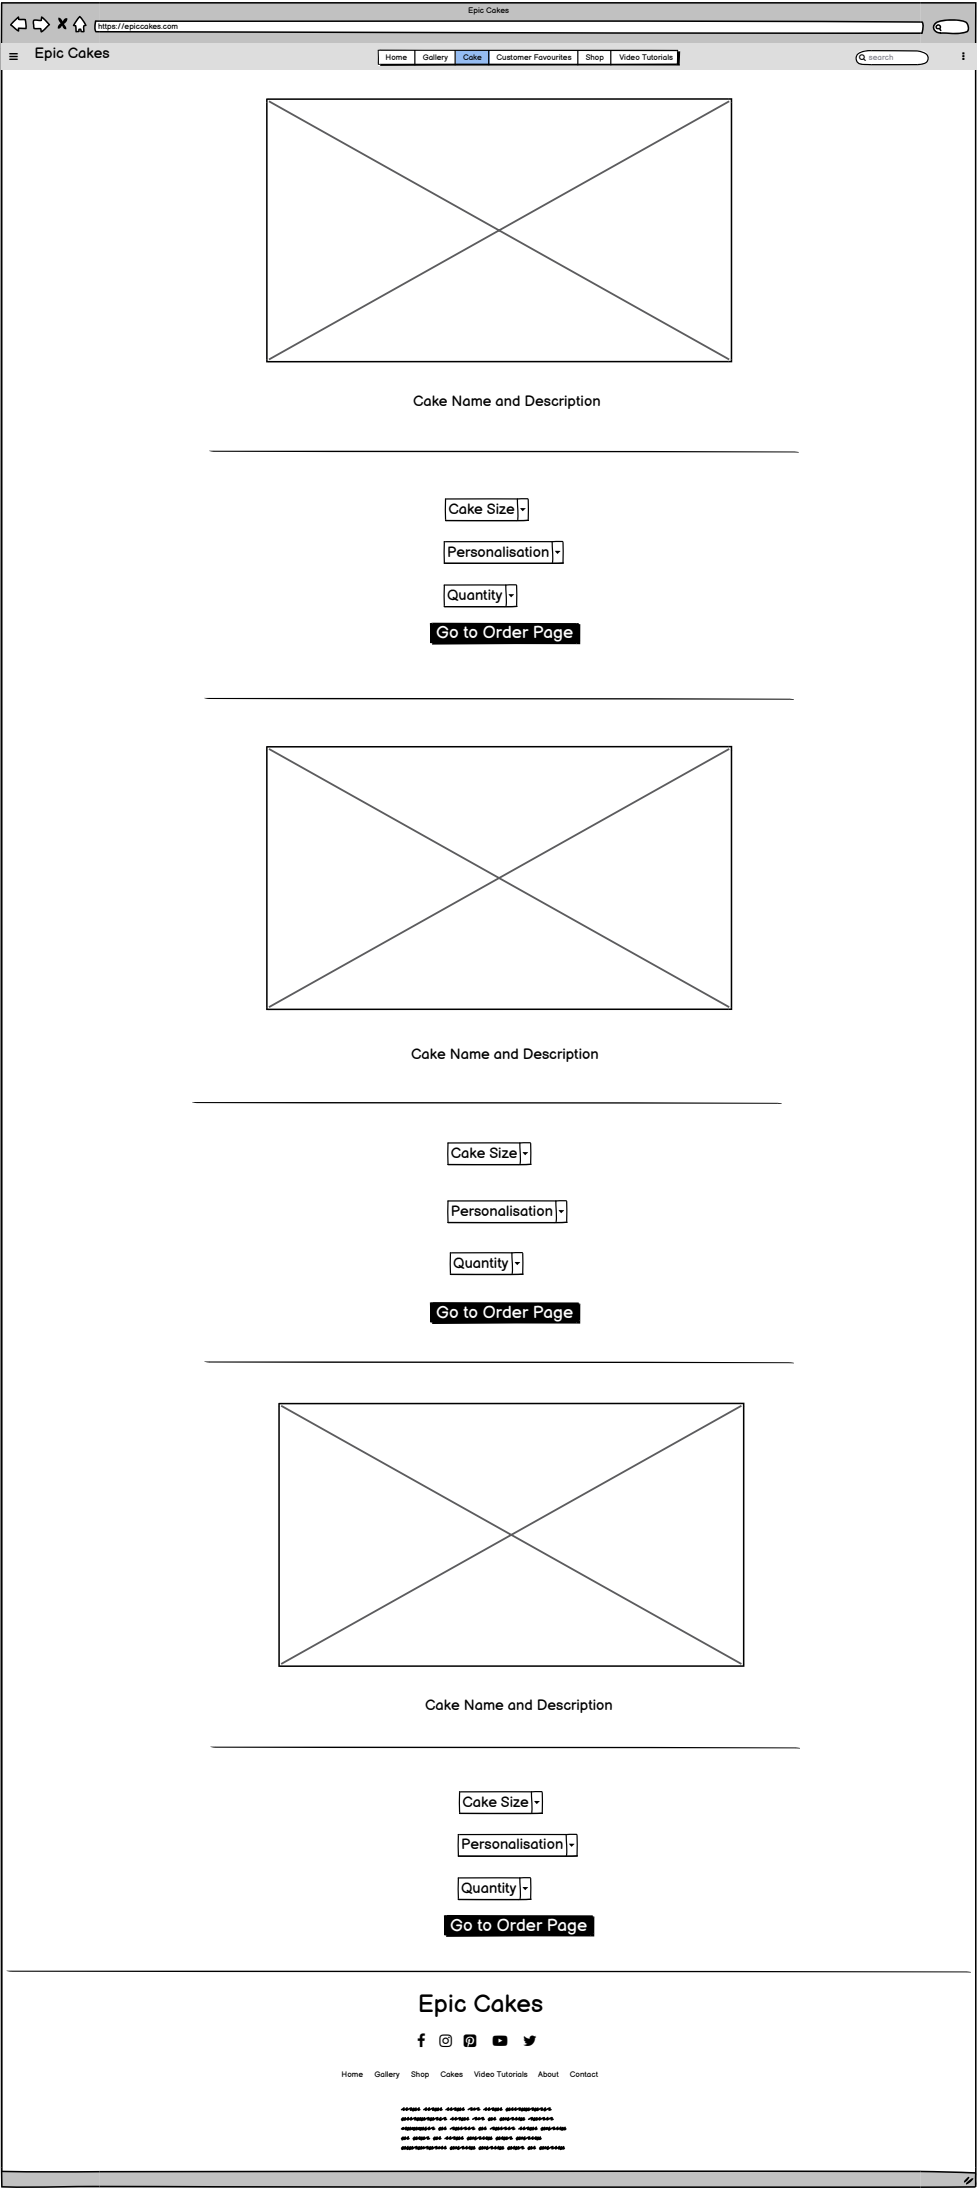 Epic Cakes
https://epiccakes.com
Epic Cakes
Home Gallery Cake Customer Favourites Shop Video Tutorials
search
Cake Name and Description
Cake Size
Personalisation
Quantity
Go to Order Page
Cake Name and Description
Cake Size
Personalisation
Quantity
Go to Order Page
Cake Name and Description
Cake Size
Personalisation
Quantity
Go to Order Page
Epic Cakes
Home Gallery Shop Cakes Video Tutorials About Contact